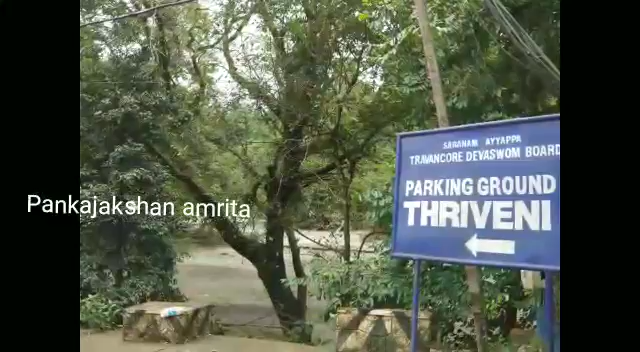 SARANAM AYYAPPA
TRAVANCORE DEVASWOM BOARD
PARKING GROUND
THRIVENI
Pankajakshan amrita